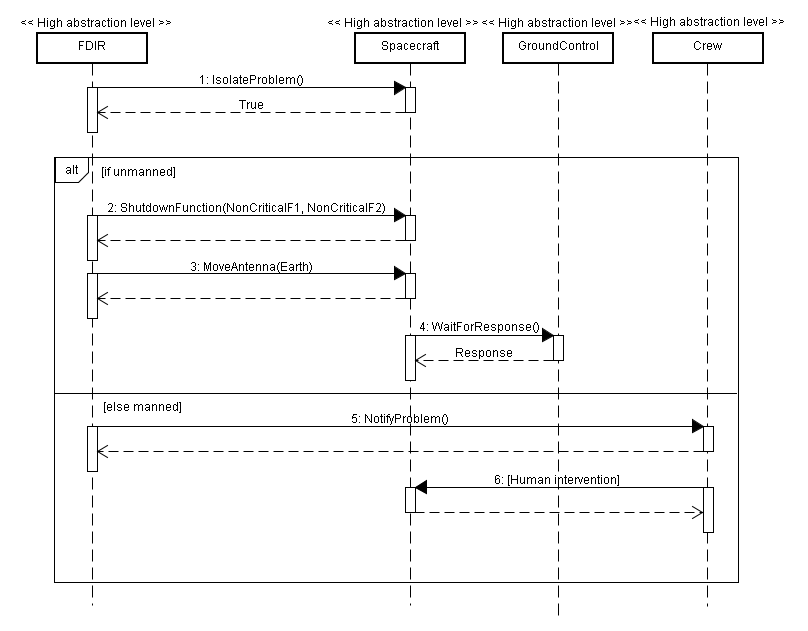 << High abstraction level >> << High abstraction level >> << High abstraction level >> << High abstraction level >>
FDIR Spacecraft GroundControl Crew
1: IsolateProblem()
True
alt [if unmanned]
2: ShutdownFunction(NonCriticalF1, NonCriticalF2)
3: MoveAntenna(Earth)
4: WaitForResponse()
Response
[else manned]
5: NotifyProblem()
6: [Human intervention]